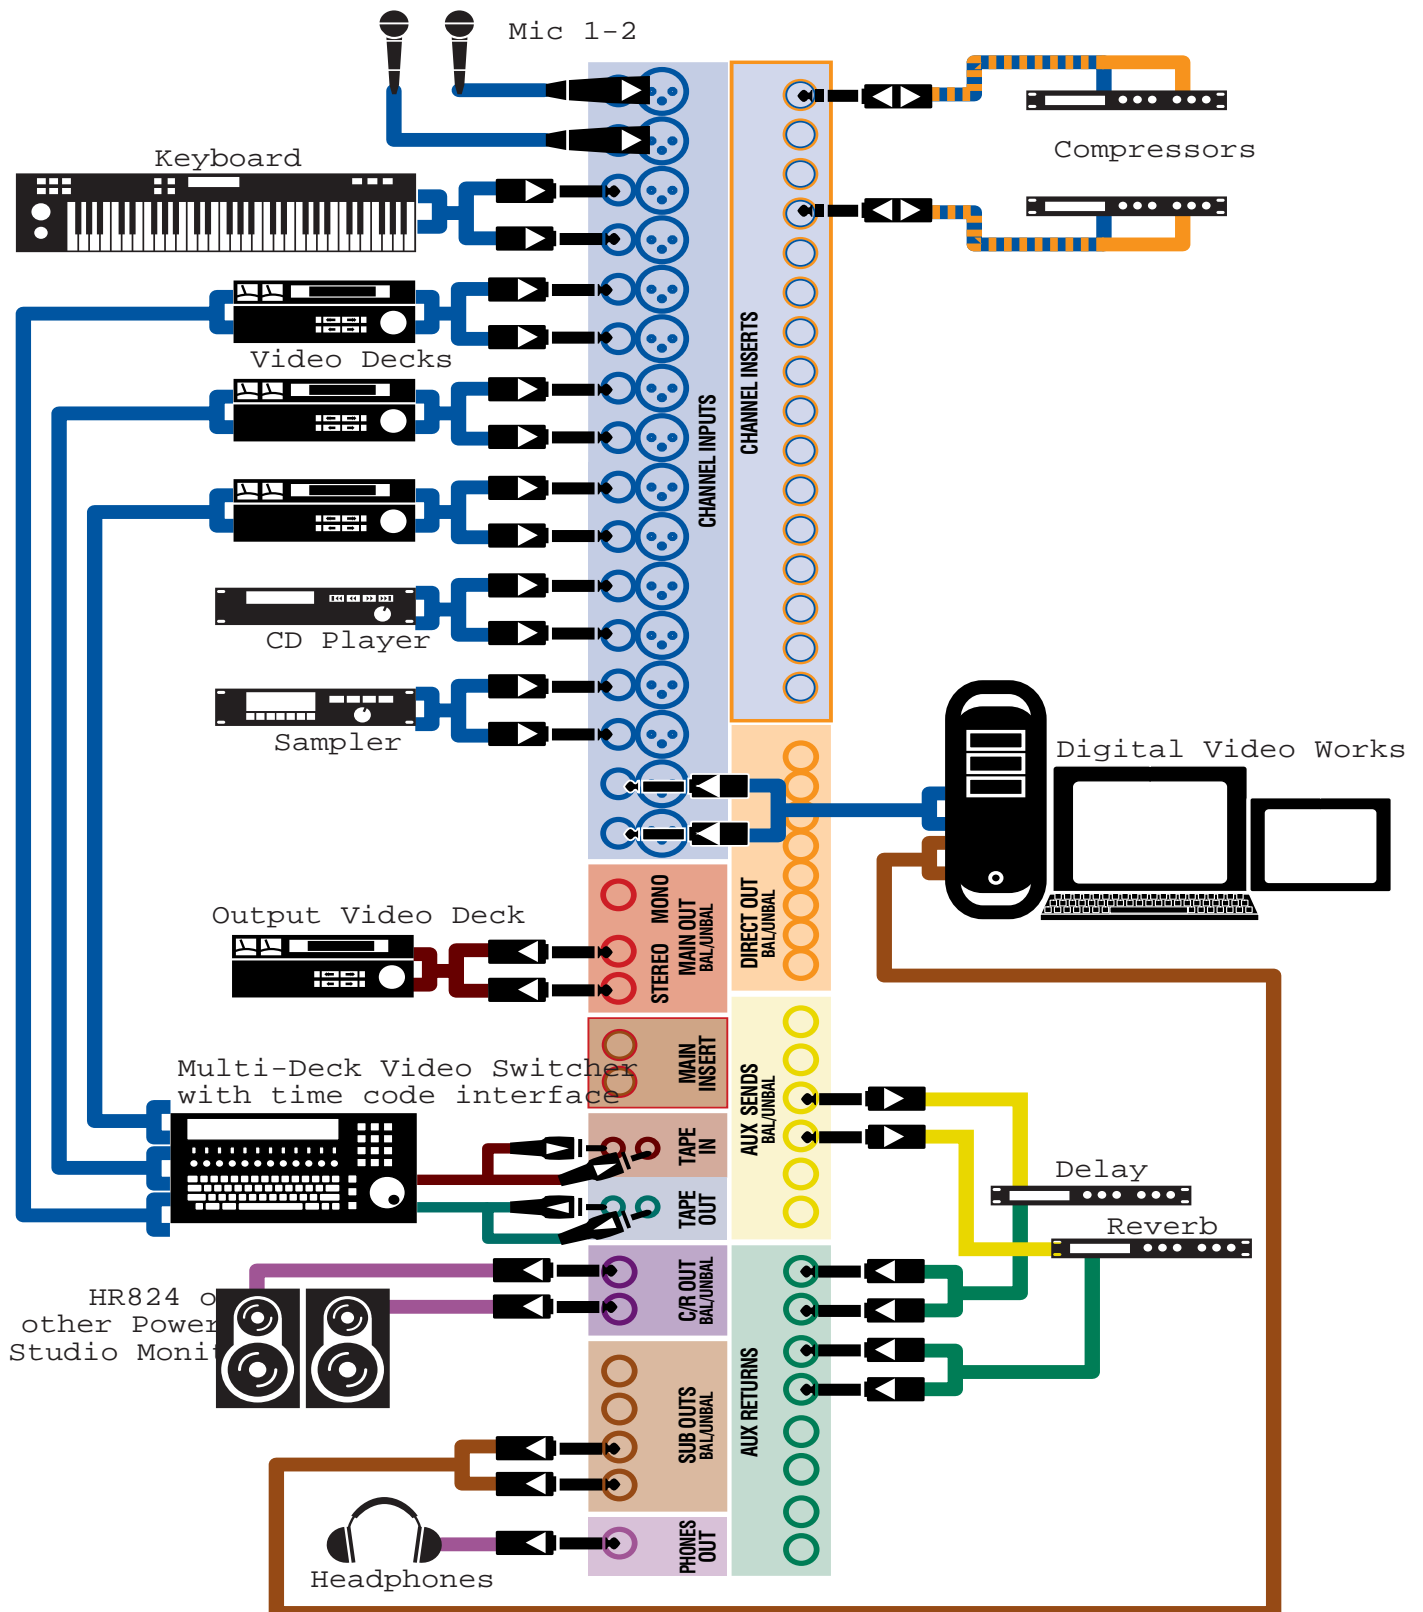 Mic 1-2
Keyboard
Compressors
Video Decks
CHANNEL INSERTS
CHANNEL INPUTS
CD Player
Sampler
Digital Video Works
Output Video Deck
MONO
STEREO
MAIN OUT
BAL/UNBAL
DIRECT OUT
BAL/UNBAL
Multi-Deck Video Switcher
with time code interface
MAIN
INSERT
AUX SENDS
BAL/UNBAL
TAPE
IN
TAPE
OUT
Delay
Reverb
C/R OUT
BAL/UNBAL
HR824 o
other Power
Studio Moni
SUB OUTS
BAL/UNBAL
AUX RETURNS
PHONES
OUT
Headphones